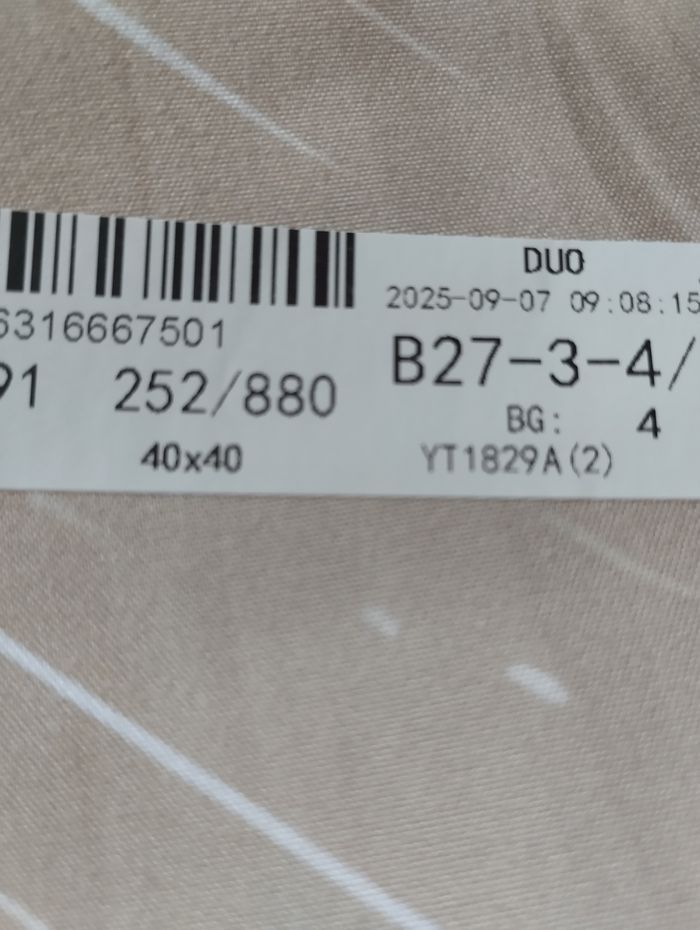 6316667501
91 252/880
40x40
DUO
2025-09-07 09:08:15
B27-3-4/
BG: 4
YT1829A(2)